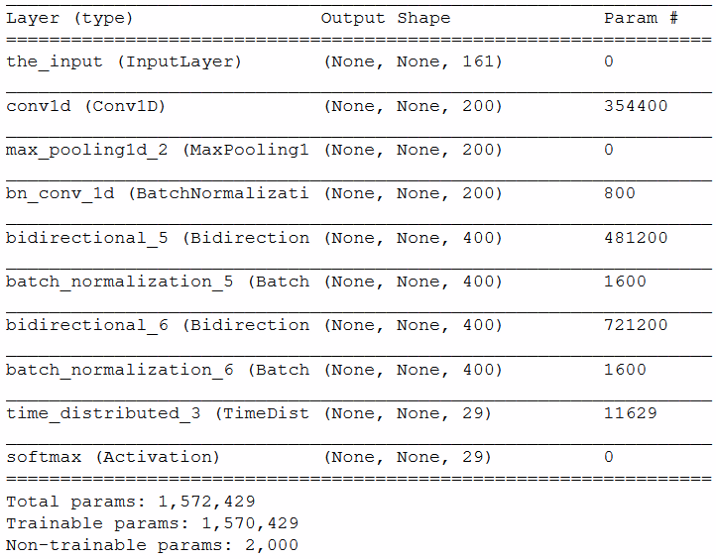 Layer (type) Output Shape Param #
the_input (InputLayer) (None, None, 161) 0
conv1d (Conv1D) (None, None, 200) 354400
max_pooling1d_2 (MaxPooling1 (None, None, 200) 0
bn_conv_1d (BatchNormalizati (None, None, 200) 800
bidirectional_5 (Bidirection (None, None, 400) 481200
batch_normalization_5 (Batch (None, None, 400) 1600
bidirectional_6 (Bidirection (None, None, 400) 721200
batch_normalization_6 (Batch (None, None, 400) 1600
time_distributed_3 (TimeDist (None, None, 29) 11629
softmax (Activation) (None, None, 29) 0
Total params: 1,572,429
Trainable params: 1,570,429
Non-trainable params: 2,000